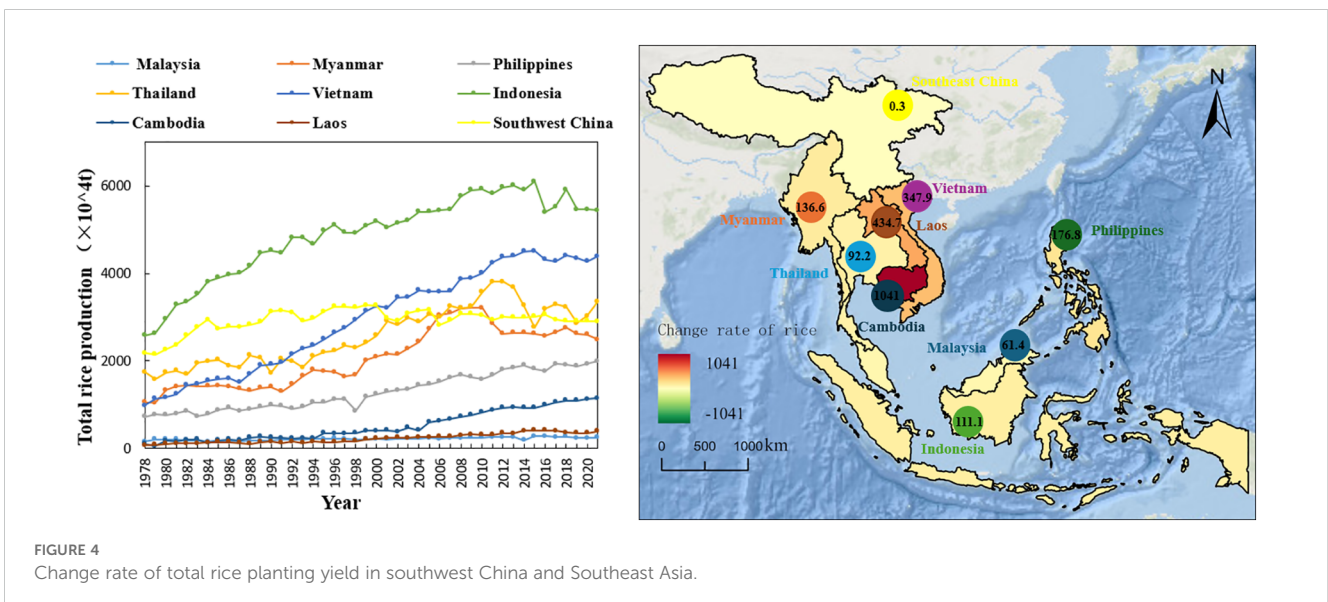 Malaysia
Myanmar
Philippines
Thailand
Vietnam
Indonesia
Cambodia
Laos
Southwest China
Total rice production （×10^4t）
6000
4000
2000
0
1978
1980
1982
1984
1986
1988
1990
1992
1994
1996
1998
2000
2002
2004
2006
2008
2010
2012
2014
2016
2018
2020
Year
Southeast China
0.3
N
Vietnam
347.9
136.6
Myanmar
434.7
Laos
176.8
Philippines
92.2
Thailand
1041
Cambodia
Change rate of rice
1041
-1041
Malaysia
61.4
111.1
Indonesia
0 500 1000km
FIGURE 4
Change rate of total rice planting yield in southwest China and Southeast Asia.